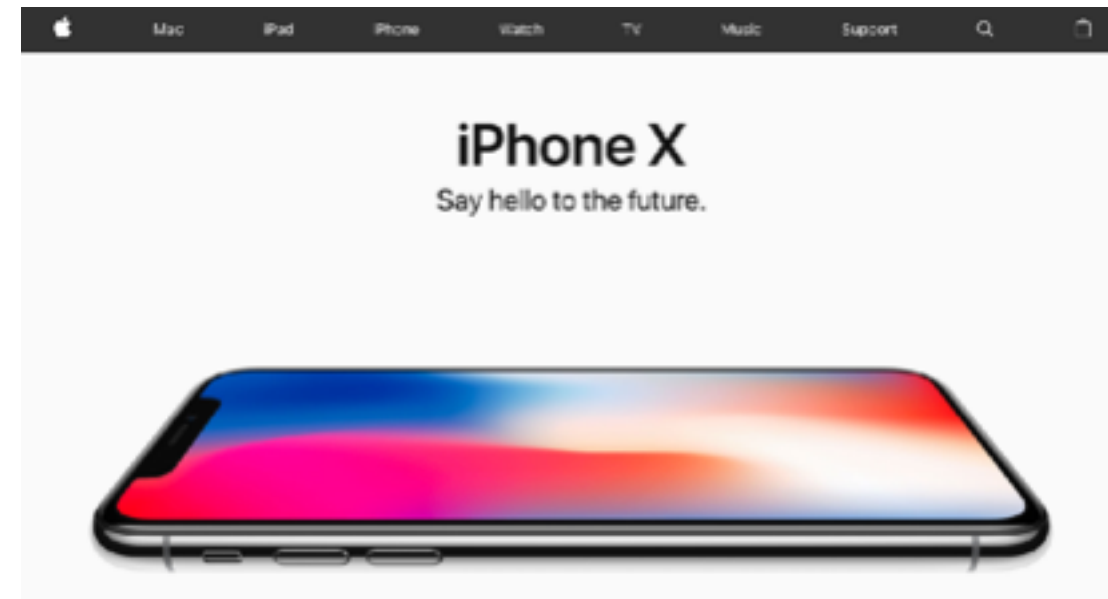 Mac iPad iPhone Watch TV Music Support
iPhone X
Say hello to the future.